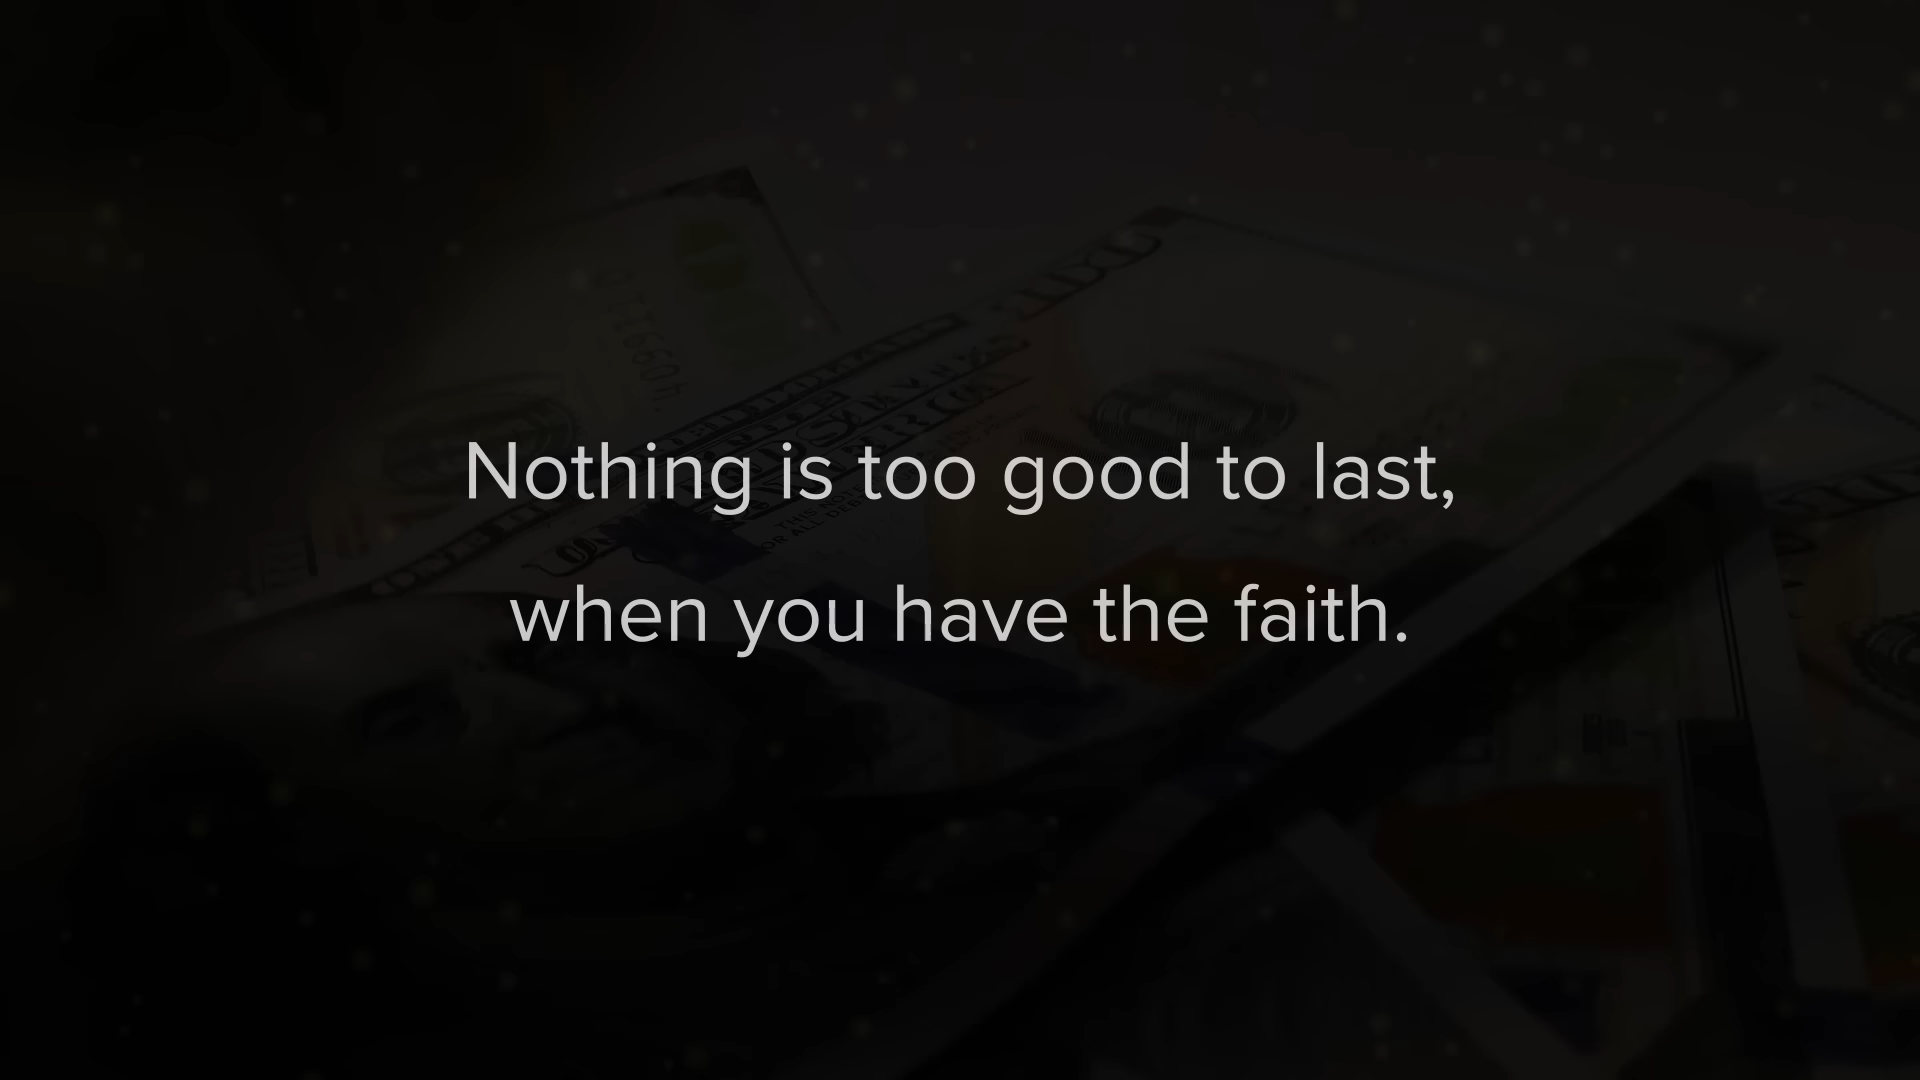 Nothing is too good to last,
when you have the faith.